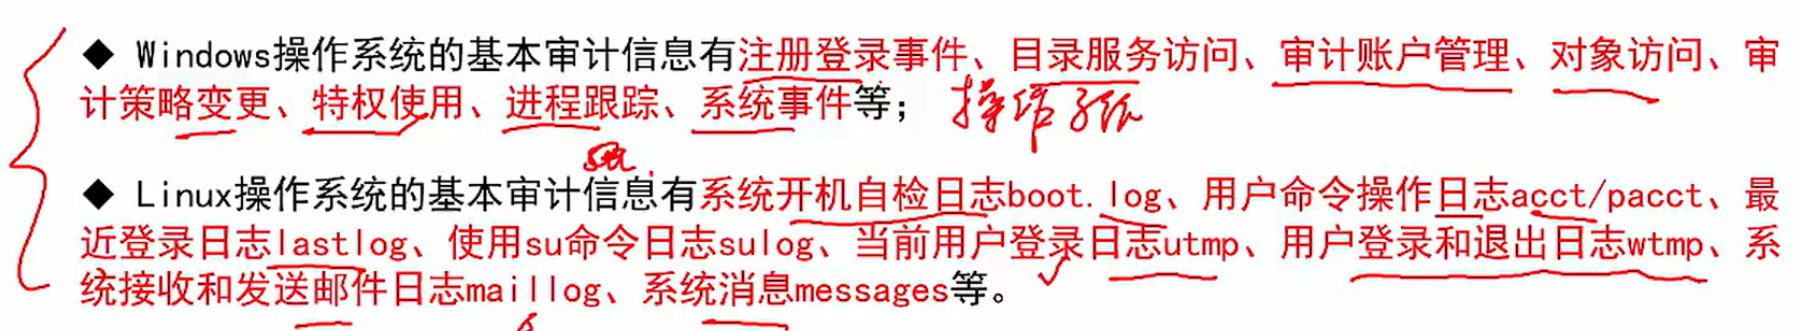 ◆ Windows操作系统的基本审计信息有注册登录事件、目录服务访问、审计账户管理、对象访问、审
计策略变更、特权使用、进程跟踪、系统事件等；操作系统
◆ Linux操作系统的基本审计信息有系统开机自检日志boot.log、用户命令操作日志acct/pacct、最
近登录日志lastlog、使用su命令日志sulog、当前用户登录日志utmp、用户登录和退出日志wtmp、系
统接收和发送邮件日志maillog、系统消息messages等。